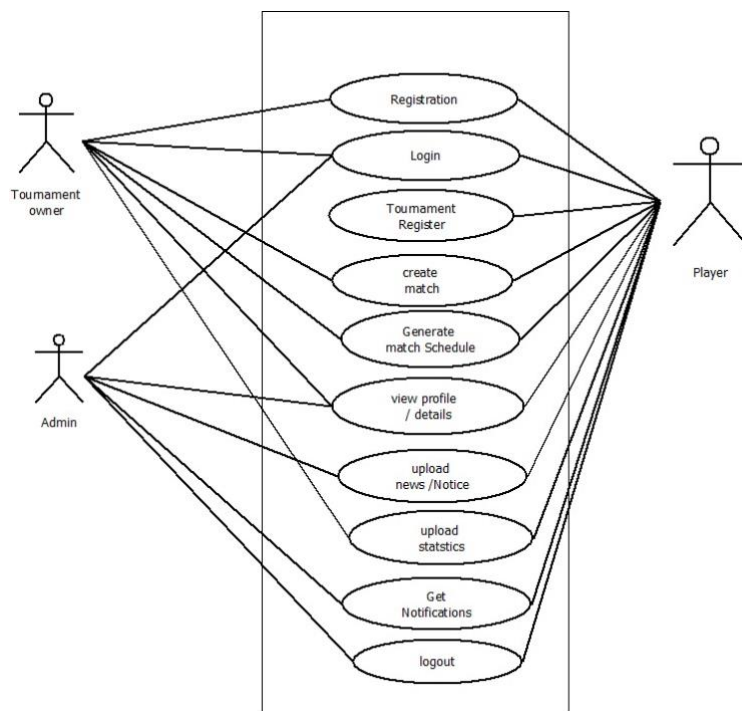 Registration
Login
Tournament
owner
Tournament
Register
Player
create
match
Generate
match Schedule
Admin
view profile
/ details
upload
news /Notice
upload
statstics
Get
Notifications
logout